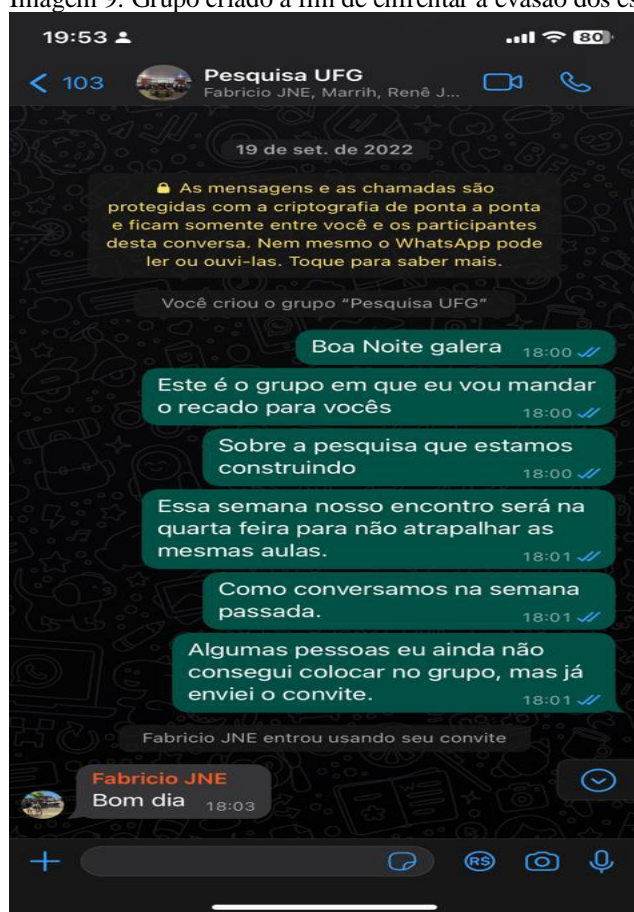 Imagem 9: Grupo criado a fim de enfrentar a evasão dos es
19:53
80
103
Pesquisa UFG
Fabricio JNE, Marrih, Renê J...
19 de set. de 2022
As mensagens e as chamadas são
protegidas com a criptografia de ponta a ponta
e ficam somente entre você e os participantes
desta conversa. Nem mesmo o WhatsApp pode
ler ou ouvi-las. Toque para saber mais.
Você criou o grupo “Pesquisa UFG”
Boa Noite galera 18:00
Este é o grupo em que eu vou mandar
o recado para vocês 18:00
Sobre a pesquisa que estamos
construindo 18:00
Essa semana nosso encontro será na
quarta feira para não atrapalhar as
mesmas aulas. 18:01
Como conversamos na semana
passada. 18:01
Algumas pessoas eu ainda não
consegui colocar no grupo, mas já
enviei o convite. 18:01
Fabricio JNE entrou usando seu convite
Fabricio JNE
Bom dia 18:03
R$